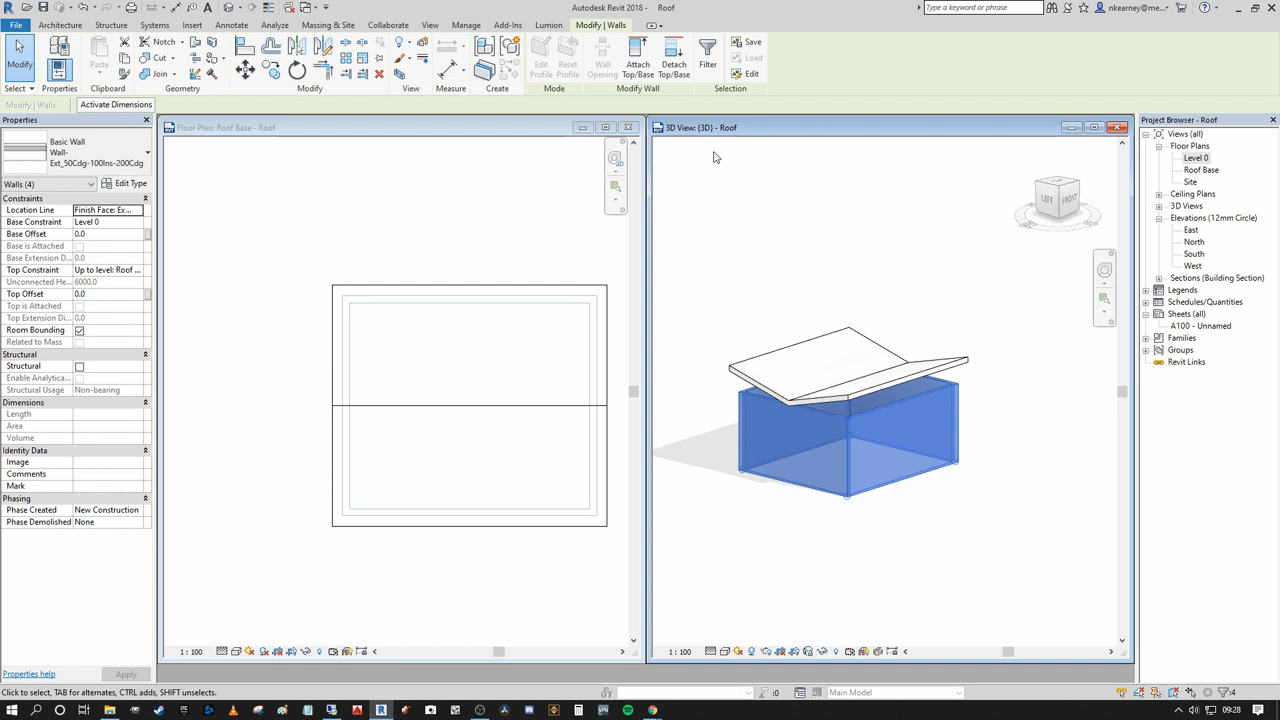 Autodesk Revit 2018 -     Roof
Type a keyword or phrase
nkearney@me...
File
Architecture
Structure
Systems
Insert
Annotate
Analyze
Massing & Site
Collaborate
View
Manage
Add-Ins
Lumion
Modify | Walls
Modify
Paste
Notch
Cut
Join
Edit
Profile
Reset
Profile
Wall
Opening
Attach
Top/Base
Detach
Top/Base
Filter
Save
Load
Edit
Select
Properties
Clipboard
Geometry
Modify
View
Measure
Create
Mode
Modify Wall
Selection
Modify | Walls
Activate Dimensions
Properties
Basic Wall
Wall-
Ext_50Cdg-100Ins-200Cdg
Walls (4)
Edit Type
Constraints
Location Line
Finish Face: Ex...
Base Constraint
Level 0
Base Offset
0.0
Base is Attached
Base Extension D...
0.0
Top Constraint
Up to level: Roof ...
Unconnected He...
6000.0
Top Offset
0.0
Top is Attached
Top Extension Di...
0.0
Room Bounding
Related to Mass
Structural
Structural
Enable Analytica...
Structural Usage
Non-bearing
Dimensions
Length
Area
Volume
Identity Data
Image
Comments
Mark
Phasing
Phase Created
New Construction
Phase Demolished
None
Properties help
Apply
Floor Plan: Roof Base - Roof
1 : 100
3D View: {3D} - Roof
LEFT
FRONT
1 : 100
Project Browser - Roof
Views (all)
Floor Plans
Level 0
Roof Base
Site
Ceiling Plans
3D Views
Elevations (12mm Circle)
East
North
South
West
Sections (Building Section)
Legends
Schedules/Quantities
Sheets (all)
A100 - Unnamed
Families
Groups
Revit Links
Click to select, TAB for alternates, CTRL adds, SHIFT unselects.
:0
Main Model
:4
09:28